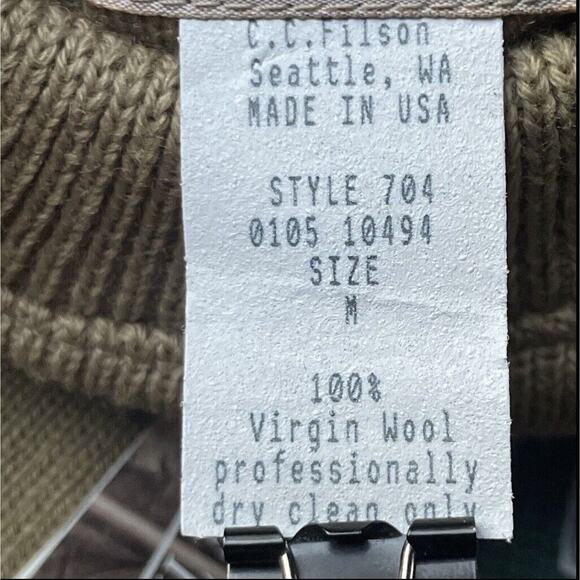 C.C.Filson
Seattle, WA
MADE IN USA
STYLE 704
0105 10494
SIZE
M
100%
Virgin Wool
professionally
dry clean only